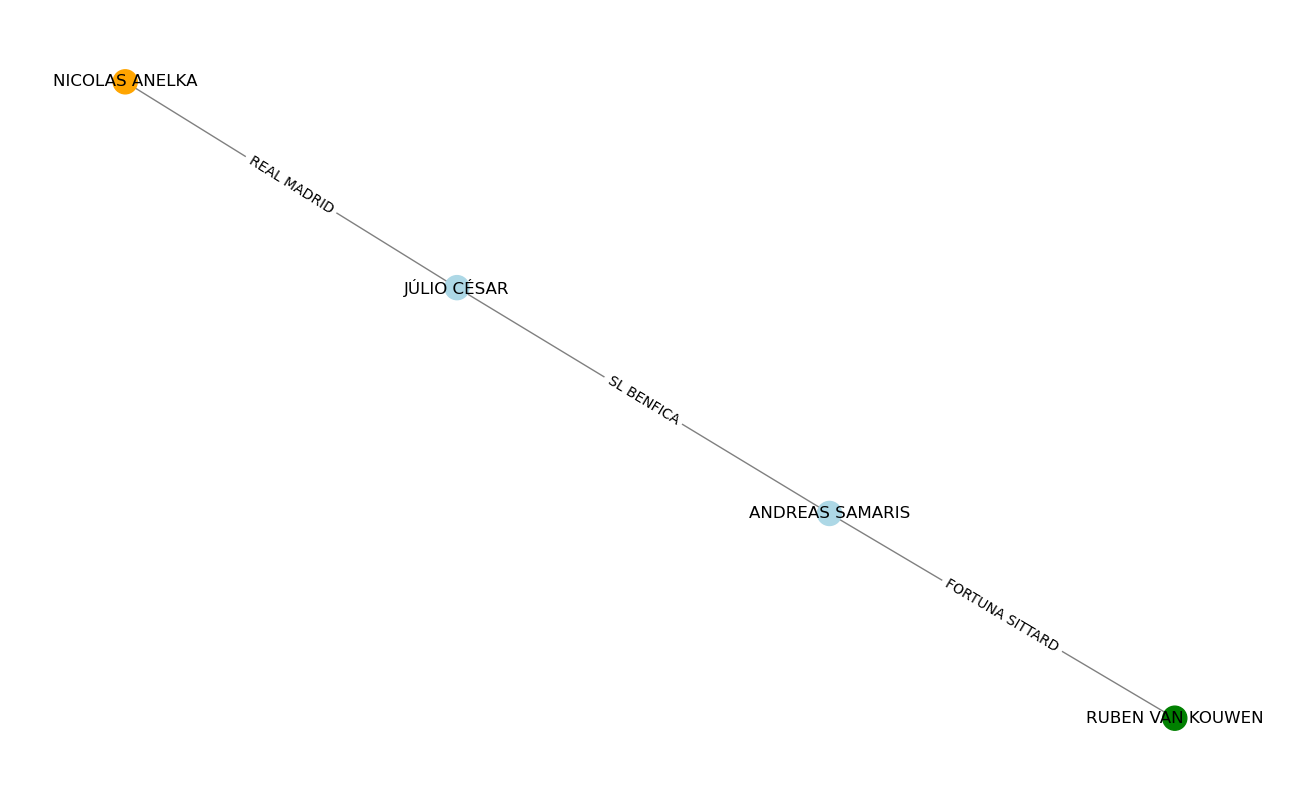 NICOLAS ANELKA
REAL MADRID
JÚLIO CÉSAR
SL BENFICA
ANDREAS SAMARIS
FORTUNA SITTARD
RUBEN VAN KOUWEN